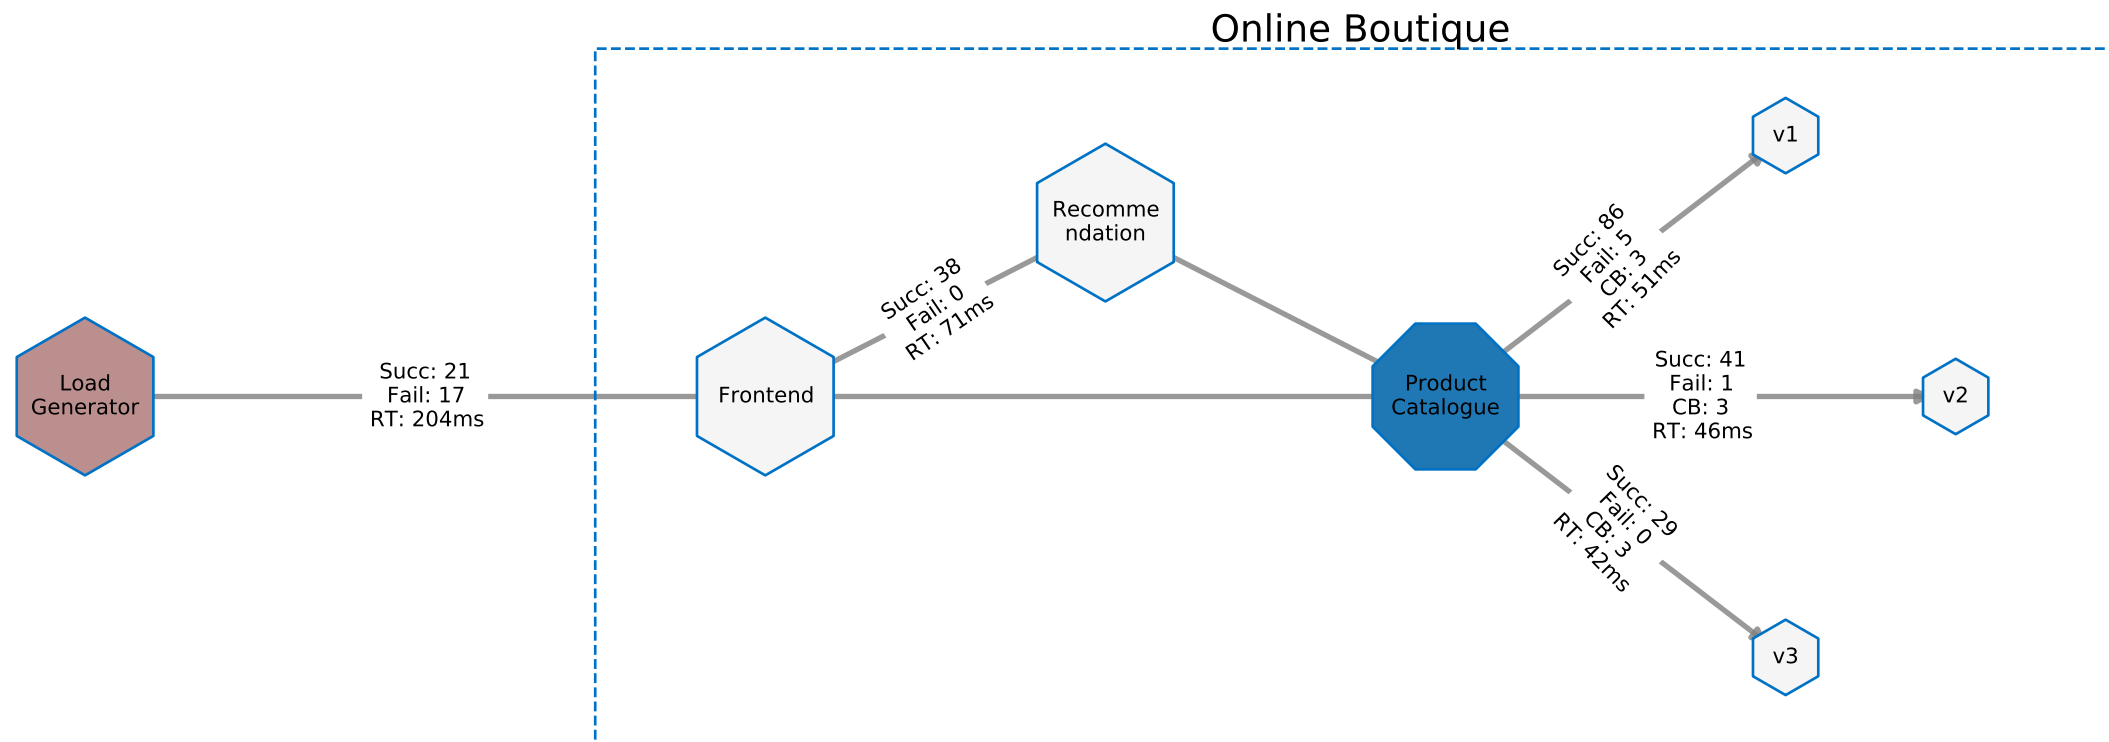 Online Boutique
Load
Generator
Succ: 21
Fail: 17
RT: 204ms
Frontend
Succ: 38
Fail: 0
RT: 71ms
Recomme
ndation
Product
Catalogue
Succ: 86
Fail: 5
CB: 3
RT: 51ms
v1
Succ: 41
Fail: 1
CB: 3
RT: 46ms
v2
Succ: 29
Fail: 0
CB: 3
RT: 42ms
v3